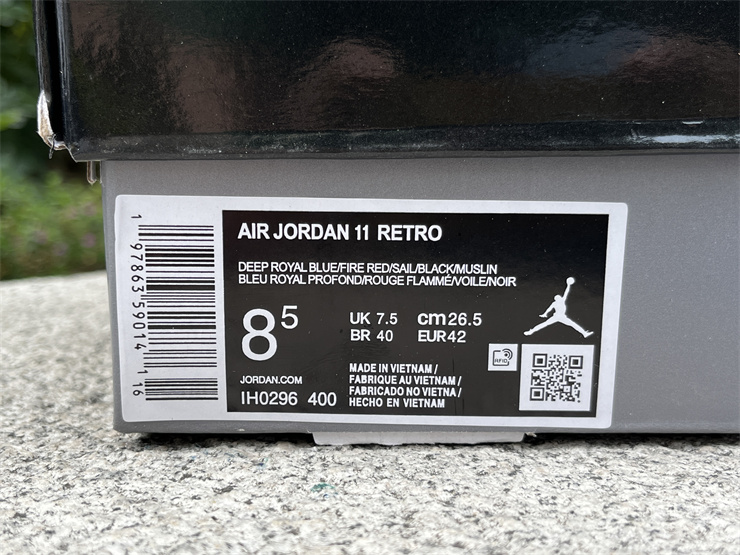 1 97863 59014 16
AIR JORDAN 11 RETRO
DEEP ROYAL BLUE/FIRE RED/SAIL/BLACK/MUSLIN
BLEU ROYAL PROFOND/ROUGE FLAMMÉ/VOILE/NOIR
8⁵
UK 7.5 cm26.5
BR 40 EUR42
JORDAN.COM
IH0296 400
MADE IN VIETNAM /
FABRIQUE AU VIETNAM /
FABRICADO NO VIETNA /
HECHO EN VIETNAM
RFID